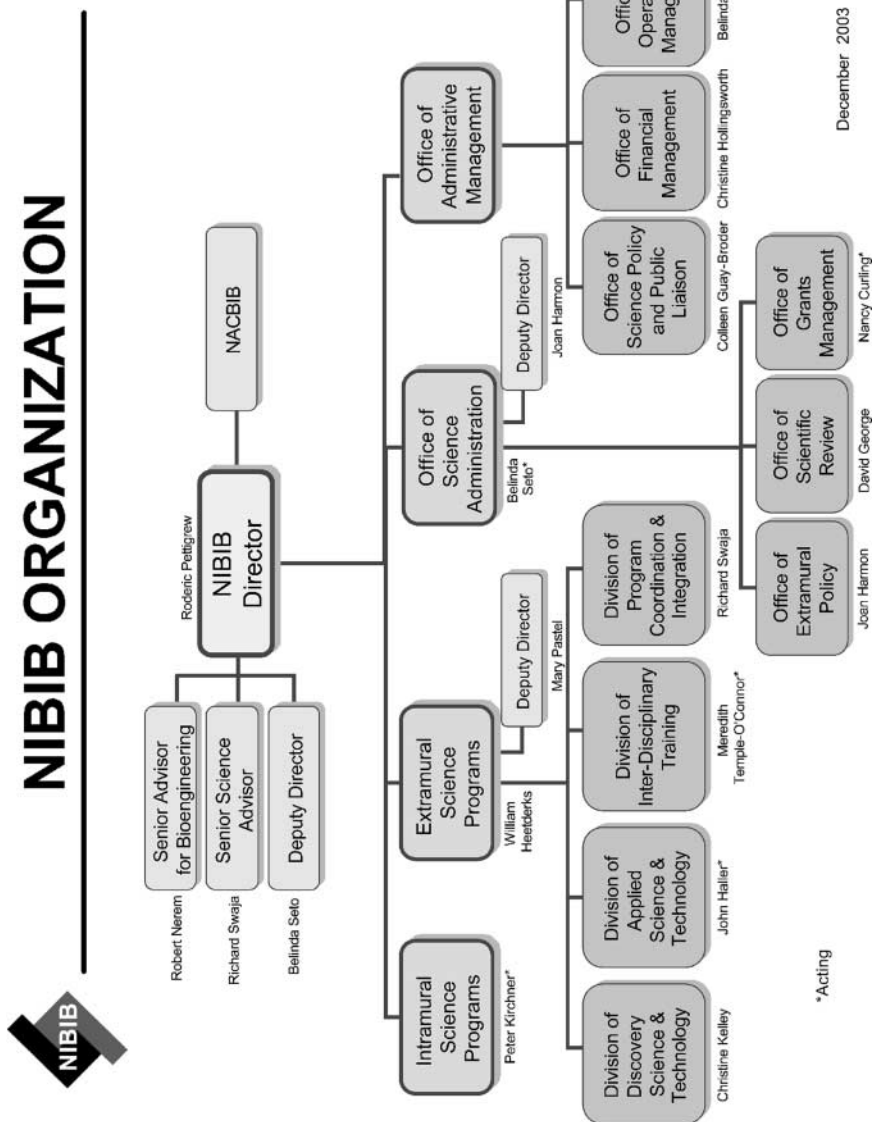 NIBIB
NIBIB ORGANIZATION
Roderic Pettigrew
NIBIB
Director
NACBIB
Robert Nerem
Senior Advisor
for Bioengineering
Richard Swaja
Senior Science
Advisor
Belinda Seto
Deputy Director
Intramural
Science
Programs
Peter Kirchner*
Extramural
Science
Programs
William
Heetderks
Deputy Director
Mary Pastel
Office of
Science
Administration
Belinda
Seto*
Deputy Director
Joan Harmon
Office of
Administrative
Management
Division of
Discovery
Science &
Technology
Christine Kelley
Division of
Applied
Science &
Technology
John Haller*
Division of
Inter-Disciplinary
Training
Meredith
Temple-O'Connor*
Division of
Program
Coordination &
Integration
Richard Swaja
Office of
Science Policy
and Public
Liaison
Colleen Guay-Broder
Office of
Financial
Management
Christine Hollingsworth
Offic
Opera
Manag
Belinda
Office of
Extramural
Policy
Joan Harmon
Office of
Scientific
Review
David George
Office of
Grants
Management
Nancy Curling*
*Acting
December 2003